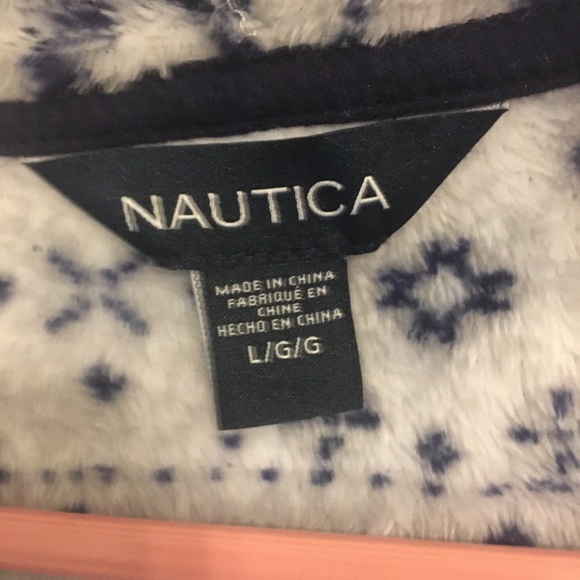 NAUTICA
MADE IN CHINA
FABRIQUÉ EN
CHINE
HECHO EN CHINA
L/G/G